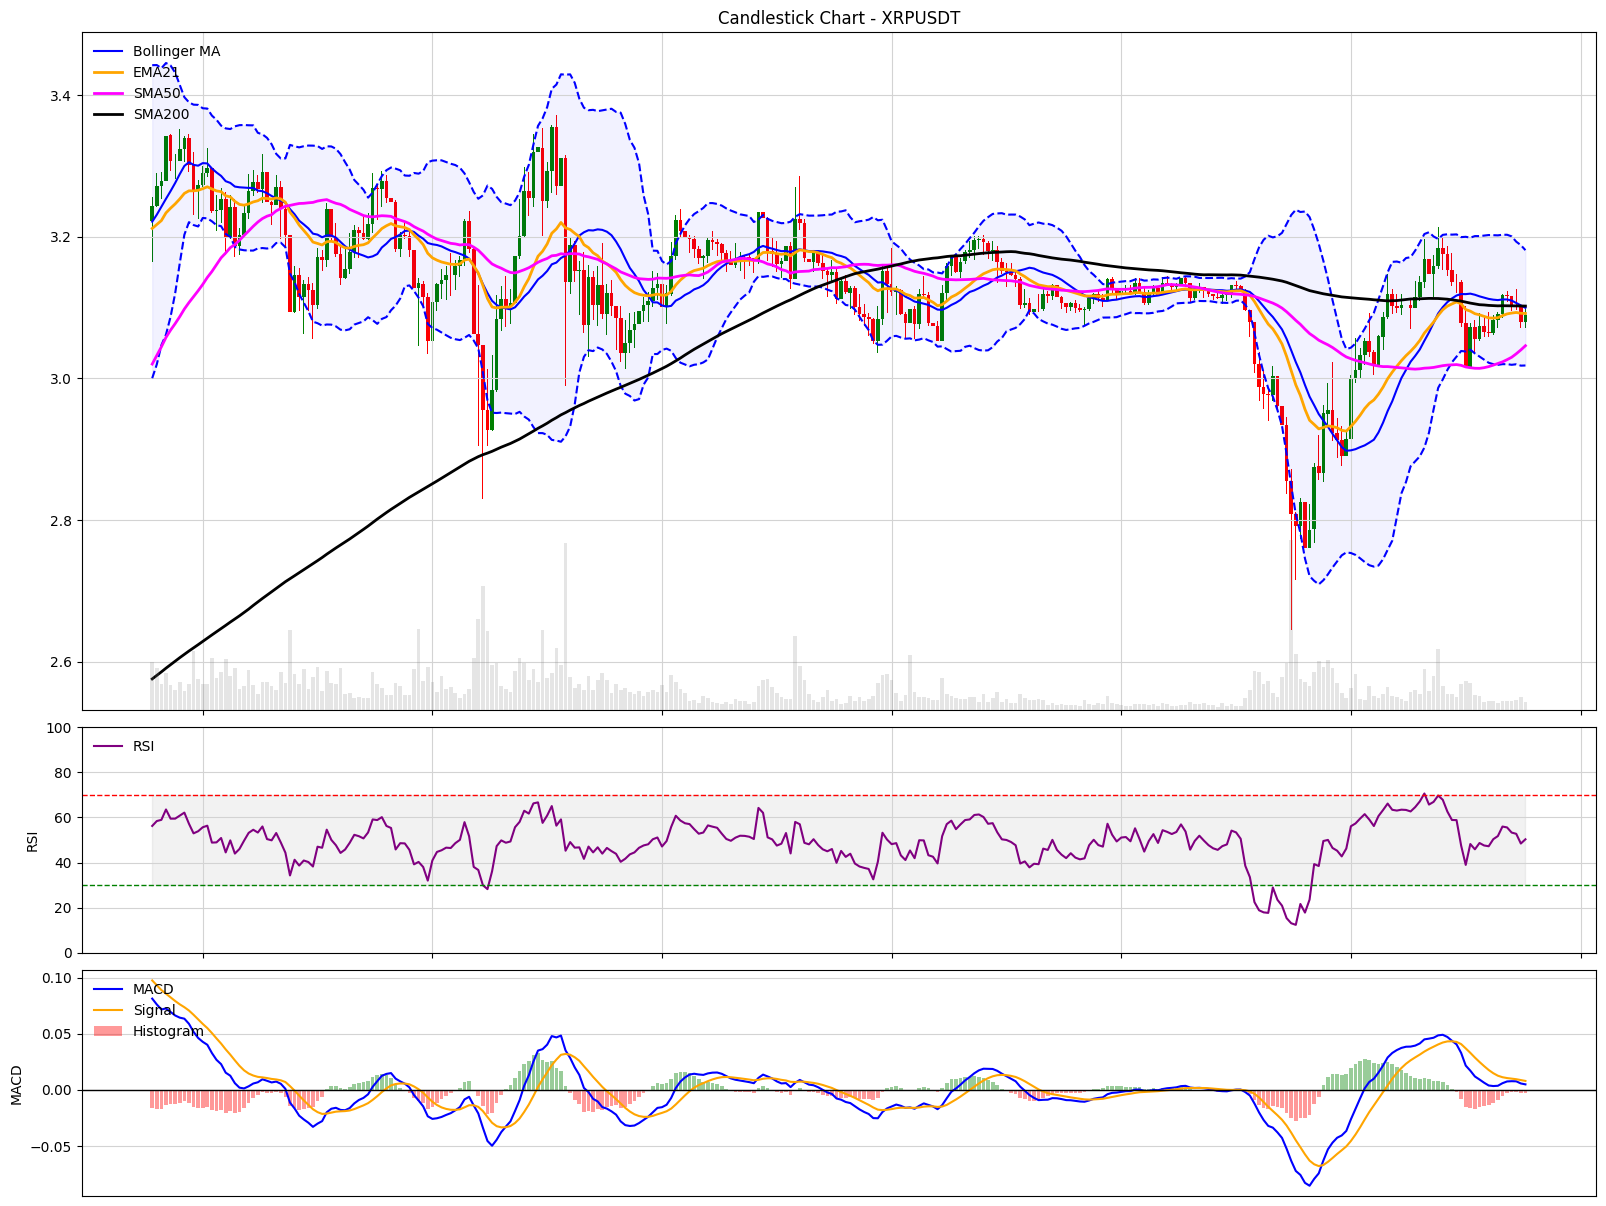 Candlestick Chart - XRPUSDT
Bollinger MA
EMA21
SMA50
SMA200
3.4
3.2
3.0
2.8
2.6
RSI
100
80
60
40
20
0
RSI
MACD
Signal
Histogram
0.10
0.05
0.00
−0.05
MACD